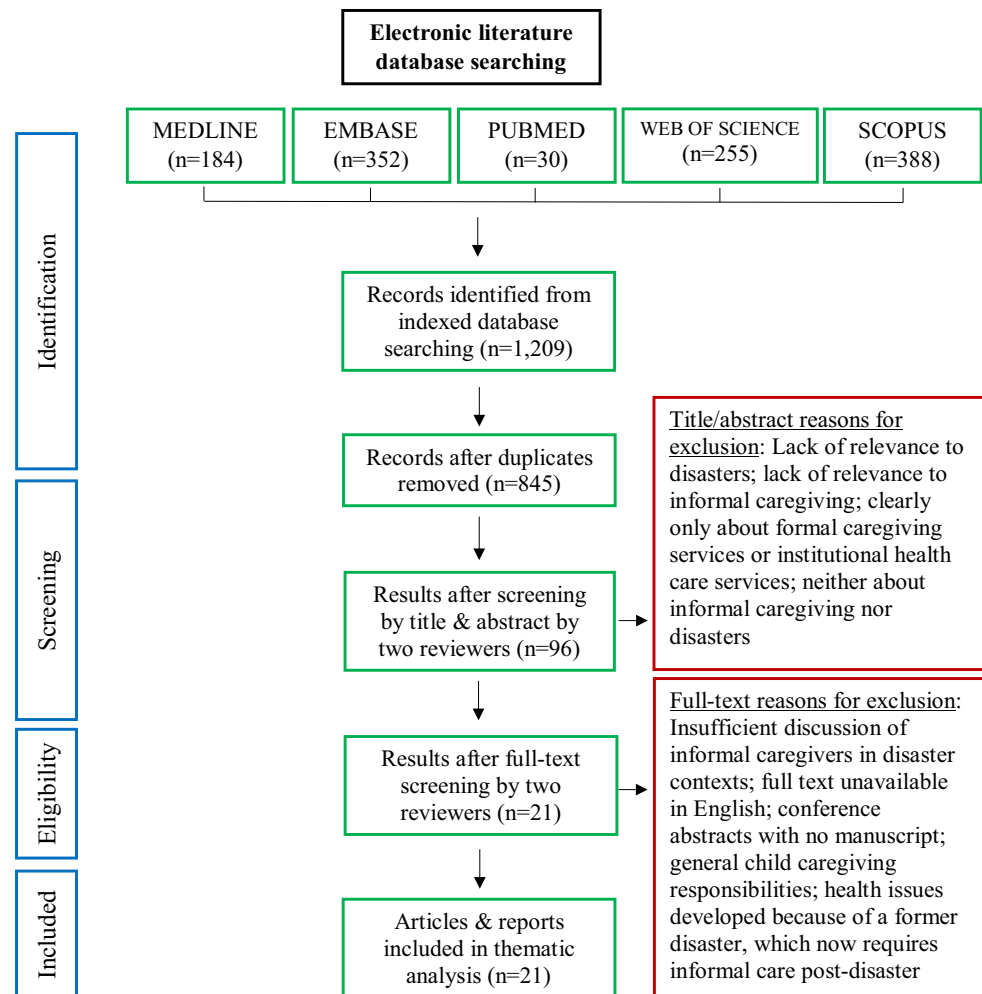 Electronic literature
database searching
MEDLINE
(n=184)
EMBASE
(n=352)
PUBMED
(n=30)
WEB OF SCIENCE
(n=255)
SCOPUS
(n=388)
Identification
Records identified from
indexed database
searching (n=1,209)
Records after duplicates
removed (n=845)
Title/abstract reasons for
exclusion: Lack of relevance to
disasters; lack of relevance to
informal caregiving; clearly
only about formal caregiving
services or institutional health
care services; neither about
informal caregiving nor
disasters
Screening
Results after screening
by title & abstract by
two reviewers (n=96)
Full-text reasons for exclusion:
Insufficient discussion of
informal caregivers in disaster
contexts; full text unavailable
in English; conference
abstracts with no manuscript;
general child caregiving
responsibilities; health issues
developed because of a former
disaster, which now requires
informal care post-disaster
Eligibility
Results after full-text
screening by two
reviewers (n=21)
Included
Articles & reports
included in thematic
analysis (n=21)